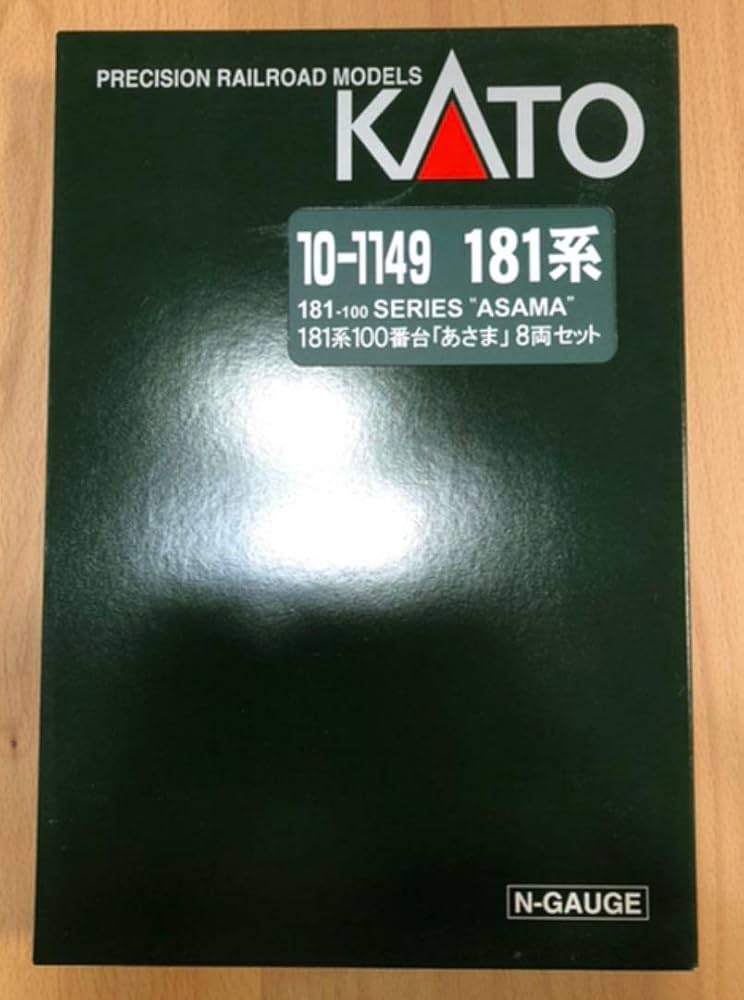 PRECISION RAILROAD MODELS
KATO
10-1149 181系
181-100 SERIES "ASAMA"
181系100番台「あさま」8両セット
N-GAUGE